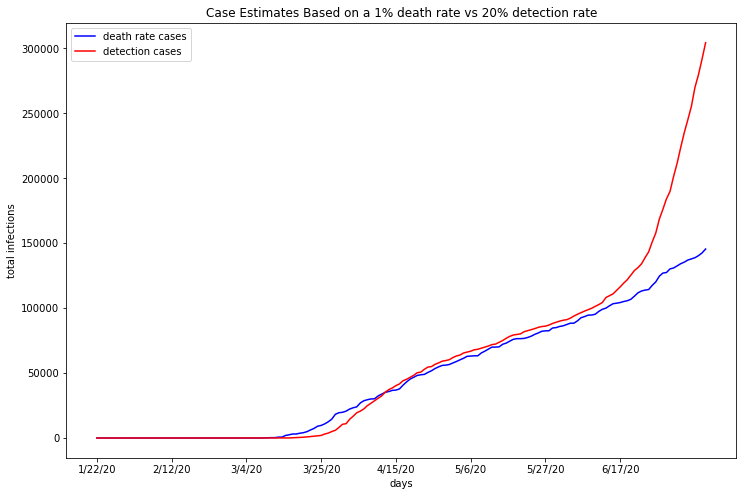 Case Estimates Based on a 1% death rate vs 20% detection rate
death rate cases
detection cases
300000
250000
200000
150000
100000
50000
0
total infections
1/22/20 2/12/20 3/4/20 3/25/20 4/15/20 5/6/20 5/27/20 6/17/20
days